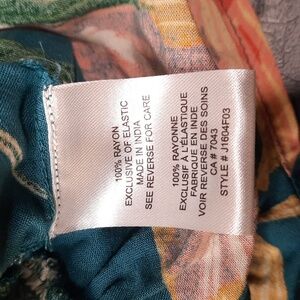 100% RAYON
EXCLUSIVE OF ELASTIC
MADE IN INDIA
SEE REVERSE FOR CARE
100% RAYONNE
EXCLUSIF À L'ÉLASTIQUE
FABRIQUE EN INDE
VOIR REVERSE DES SOINS
CA# 7043
STYLE # J1604F03